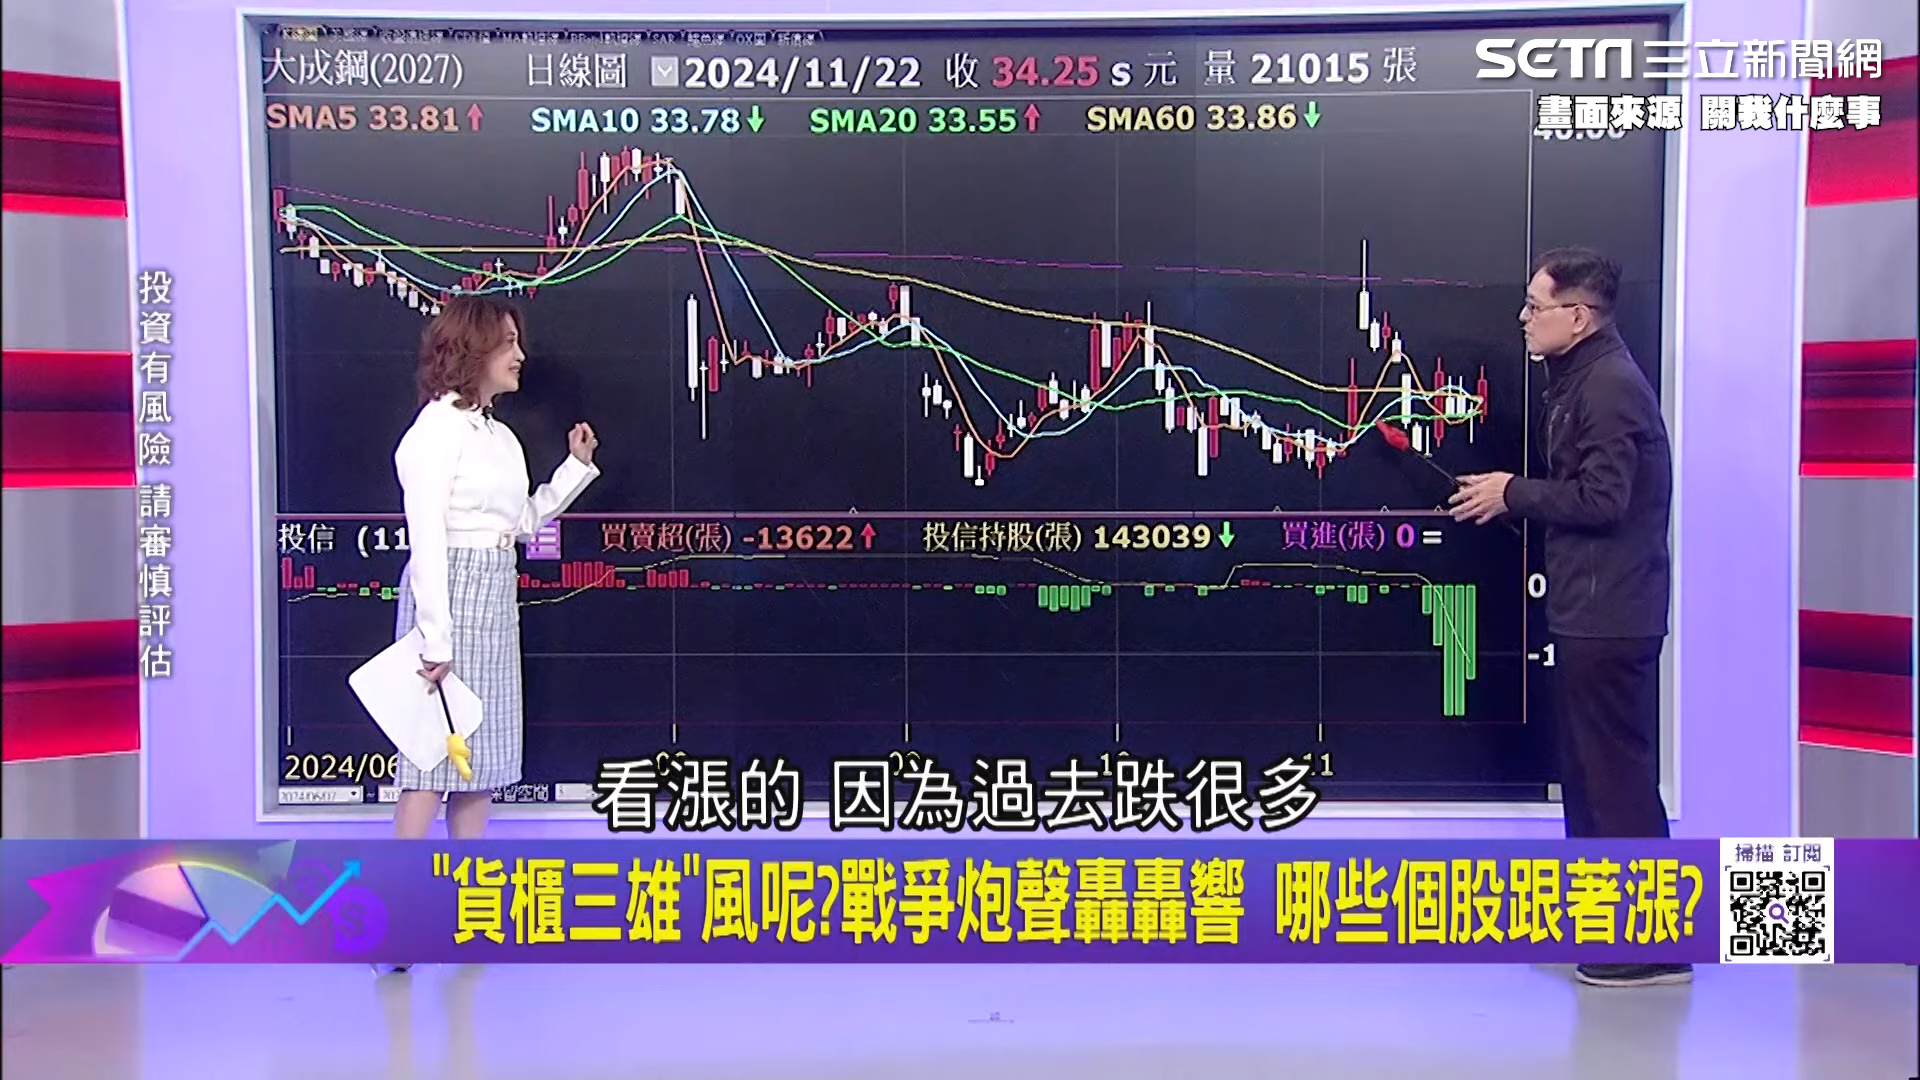 大成鋼(2027) 日線圖 2024/11/22 收 34.25 s 元 量 21015 張
SETN三立新聞網
畫面來源 關我什麼事
SMA5 33.81↑ SMA10 33.78↓ SMA20 33.55↑ SMA60 33.86↓
投資有風險 請審慎評估
投信 (11 買賣超(張) -13622↑ 投信持股(張) 143039↓ 買進(張) 0 =
0
-1
2024/06
11
看漲的 因為過去跌很多
"貨櫃三雄"風呢?戰爭炮聲轟轟響 哪些個股跟著漲?
掃描 訂閱